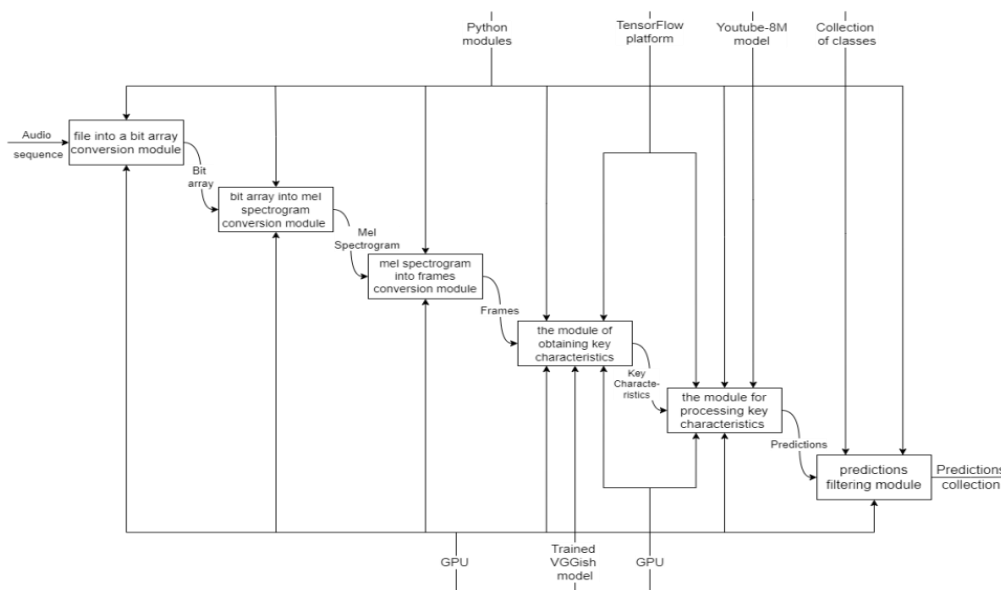 Python
modules
TensorFlow
platform
Youtube-8M
model
Collection
of classes
Audio
sequence
file into a bit array
conversion module
Bit
array
bit array into mel
spectrogram
conversion module
Mel
Spectrogram
mel spectrogram
into frames
conversion module
Frames
the module of
obtaining key
characteristics
Key
Characte-
ristics
the module for
processing key
characteristics
Predictions
predictions
filtering module
Predictions
collection
GPU
Trained
VGGish
model
GPU